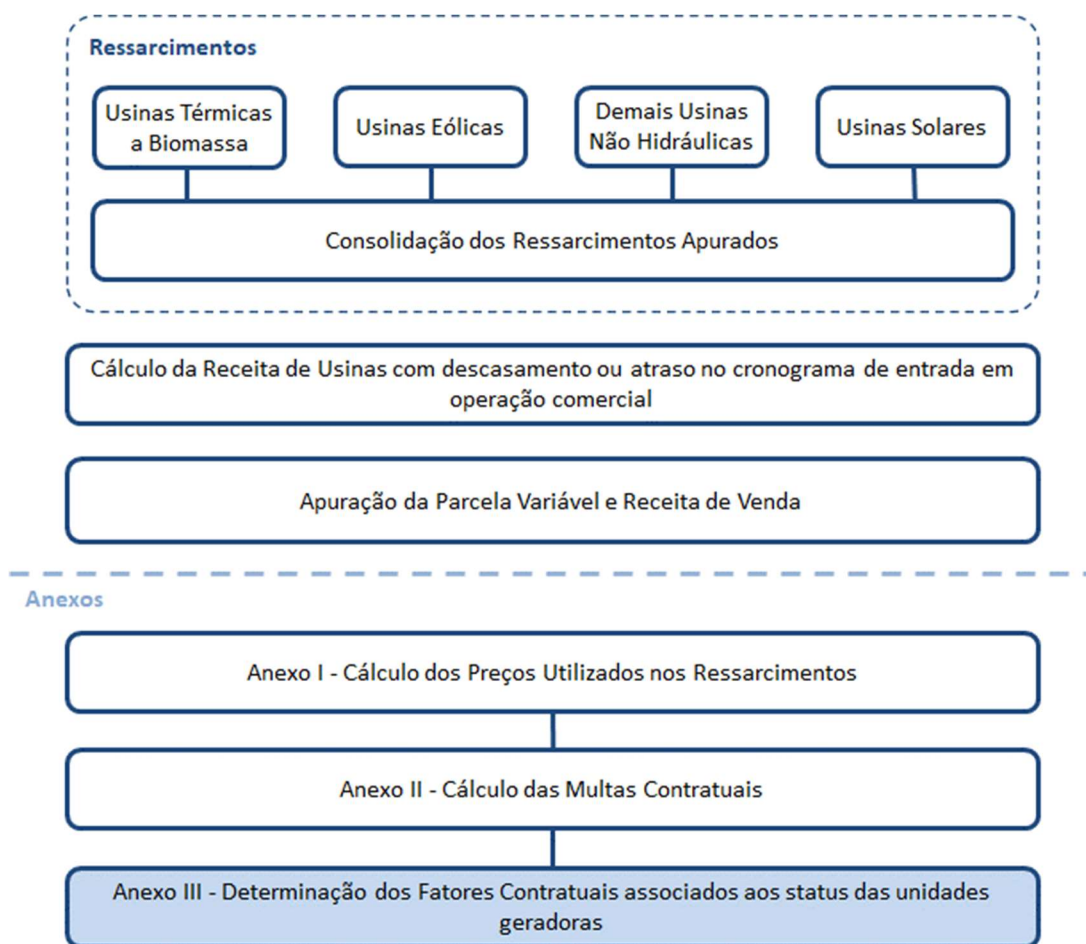 Ressarcimentos
Usinas Térmicas
a Biomassa
Usinas Eólicas
Demais Usinas
Não Hidráulicas
Usinas Solares
Consolidação dos Ressarcimentos Apurados
Cálculo da Receita de Usinas com descasamento ou atraso no cronograma de entrada em
operação comercial
Apuração da Parcela Variável e Receita de Venda
Anexos
Anexo I - Cálculo dos Preços Utilizados nos Ressarcimentos
Anexo II - Cálculo das Multas Contratuais
Anexo III - Determinação dos Fatores Contratuais associados aos status das unidades
geradoras